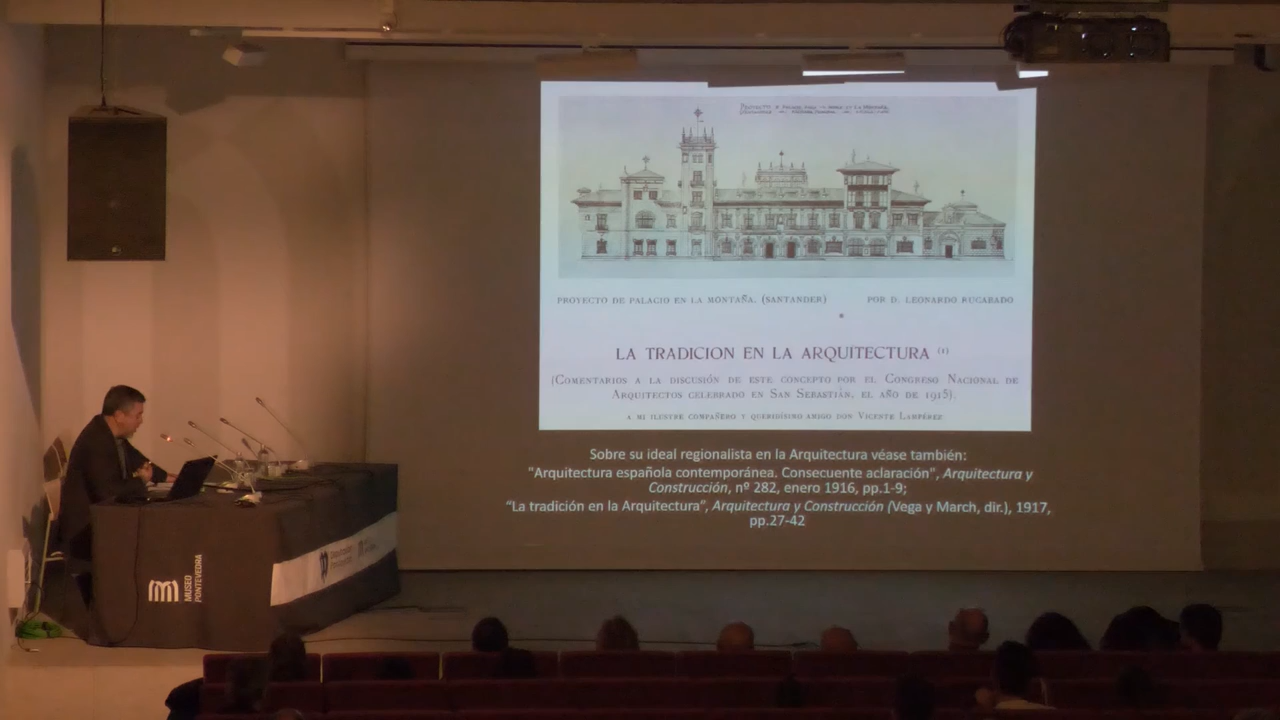 PROYECTO DE PALACIO EN LA MONTAÑA. (SANTANDER) POR D. LEONARDO RUCABADO
LA TRADICION EN LA ARQUITECTURA (1)
(COMENTARIOS A LA DISCUSIÓN DE ESTE CONCEPTO POR EL CONGRESO NACIONAL DE
ARQUITECTOS CELEBRADO EN SAN SEBASTIÁN, EL AÑO DE 1915).
A MI ILUSTRE COMPAÑERO Y QUERIDÍSIMO AMIGO DON VICENTE LAMPÉREZ
Sobre su ideal regionalista en la Arquitectura véase también:
"Arquitectura española contemporánea. Consecuente aclaración", Arquitectura y
Construcción, nº 282, enero 1916, pp.1-9;
“La tradición en la Arquitectura”, Arquitectura y Construcción (Vega y March, dir.), 1917,
pp.27-42
MUSEO
PONTEVEDRA